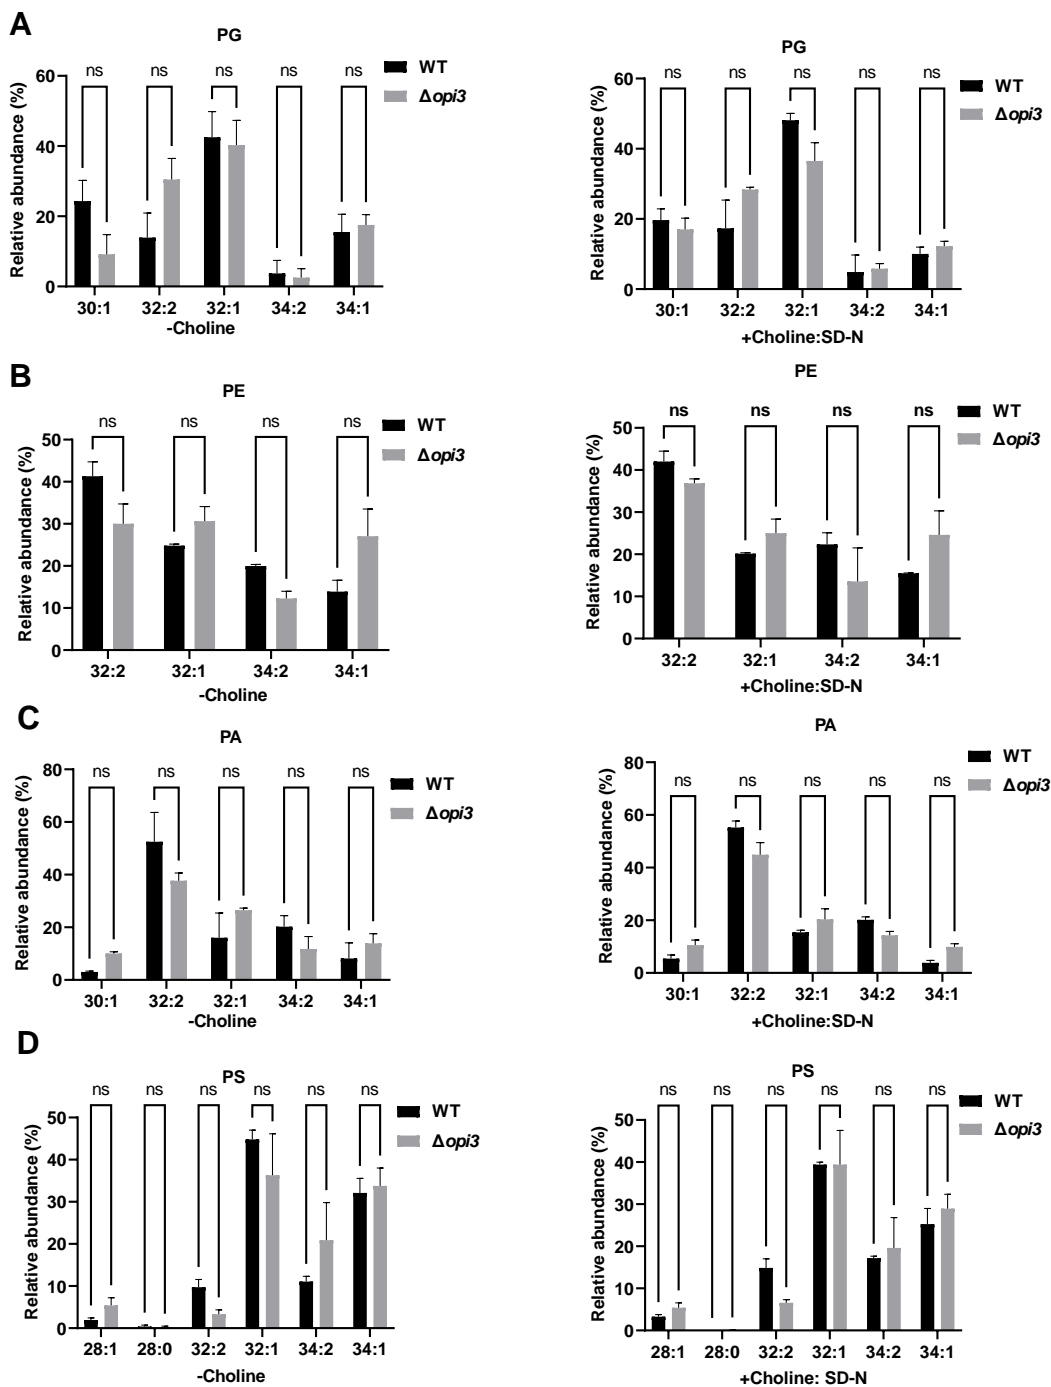 A
PG
ns ns ns ns ns
WT
Δopi3
Relative abundance (%)
60
40
20
0
30:1 32:2 32:1 34:2 34:1
-Choline
PG
ns ns ns ns ns
WT
Δopi3
Relative abundance (%)
60
40
20
0
30:1 32:2 32:1 34:2 34:1
+Choline:SD-N
B
PE
ns ns ns ns
WT
Δopi3
Relative abundance (%)
50
40
30
20
10
0
32:2 32:1 34:2 34:1
-Choline
PE
ns ns ns ns
WT
Δopi3
Relative abundance (%)
50
40
30
20
10
0
32:2 32:1 34:2 34:1
+Choline:SD-N
C
PA
ns ns ns ns ns
WT
Δopi3
Relative abundance (%)
80
60
40
20
0
30:1 32:2 32:1 34:2 34:1
-Choline
PA
ns ns ns ns ns
WT
Δopi3
Relative abundance (%)
80
60
40
20
0
30:1 32:2 32:1 34:2 34:1
+Choline:SD-N
D
PS
ns ns ns ns ns ns
WT
Δopi3
Relative abundance (%)
50
40
30
20
10
0
28:1 28:0 32:2 32:1 34:2 34:1
-Choline
PS
ns ns ns ns ns ns
WT
Δopi3
Relative abundance (%)
50
40
30
20
10
0
28:1 28:0 32:2 32:1 34:2 34:1
+Choline: SD-N